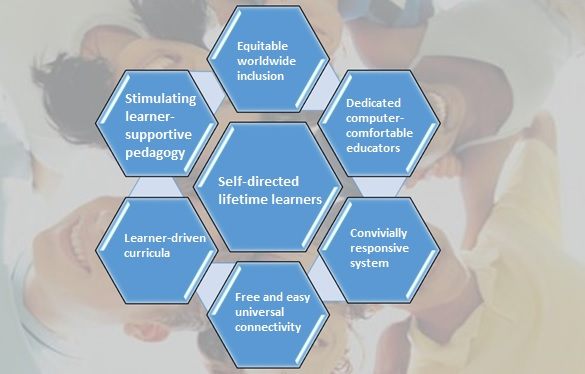 Equitable
worldwide
inclusion
Stimulating
learner-
supportive
pedagogy
Dedicated
computer-
comfortable
educators
Self-directed
lifetime learners
Learner-driven
curricula
Convivially
responsive
system
Free and easy
universal
connectivity